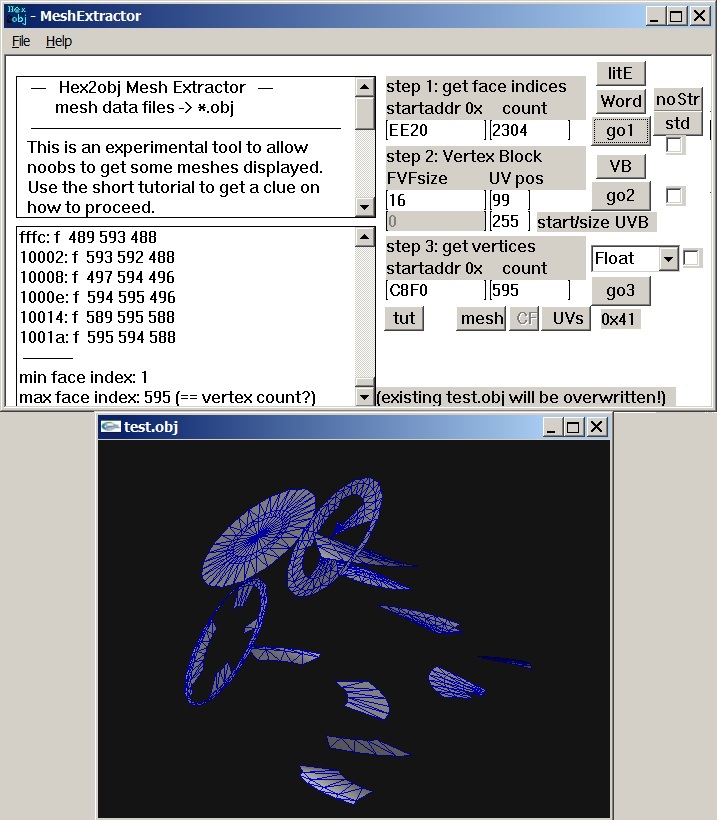 Hex obj - MeshExtractor
File Help
— Hex2obj Mesh Extractor —
mesh data files -> *.obj
This is an experimental tool to allow
noobs to get some meshes displayed.
Use the short tutorial to get a clue on
how to proceed.
fffc: f 489 593 488
10002: f 593 592 488
10008: f 497 594 496
1000e: f 594 595 496
10014: f 589 595 588
1001a: f 595 594 588
min face index: 1
max face index: 595 (== vertex count?)
step 1: get face indices
startaddr 0x count
EE20 2304
litE
Word noStr
go1 std
step 2: Vertex Block
FVFsize UV pos
16 99
0 255 start/size UVB
VB
go2
step 3: get vertices
startaddr 0x count
C8F0 595
Float
go3
tut mesh CF UVs 0x41
(existing test.obj will be overwritten!)
test.obj